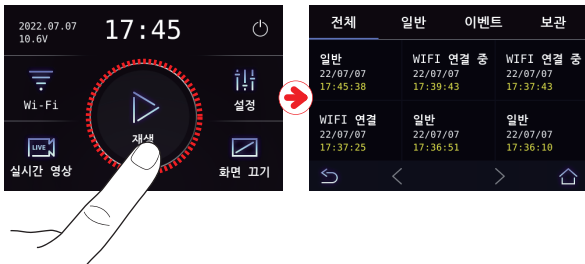 2022.07.07
10.6V
17:45
Wi-Fi
설정
재생
LIVE
실시간 영상
화면 끄기
전체 일반 이벤트 보관
일반 WIFI 연결 중 WIFI 연결 중
22/07/07 22/07/07 22/07/07
17:45:38 17:39:43 17:37:43
WIFI 연결 일반 일반
22/07/07 22/07/07 22/07/07
17:37:25 17:36:51 17:36:10